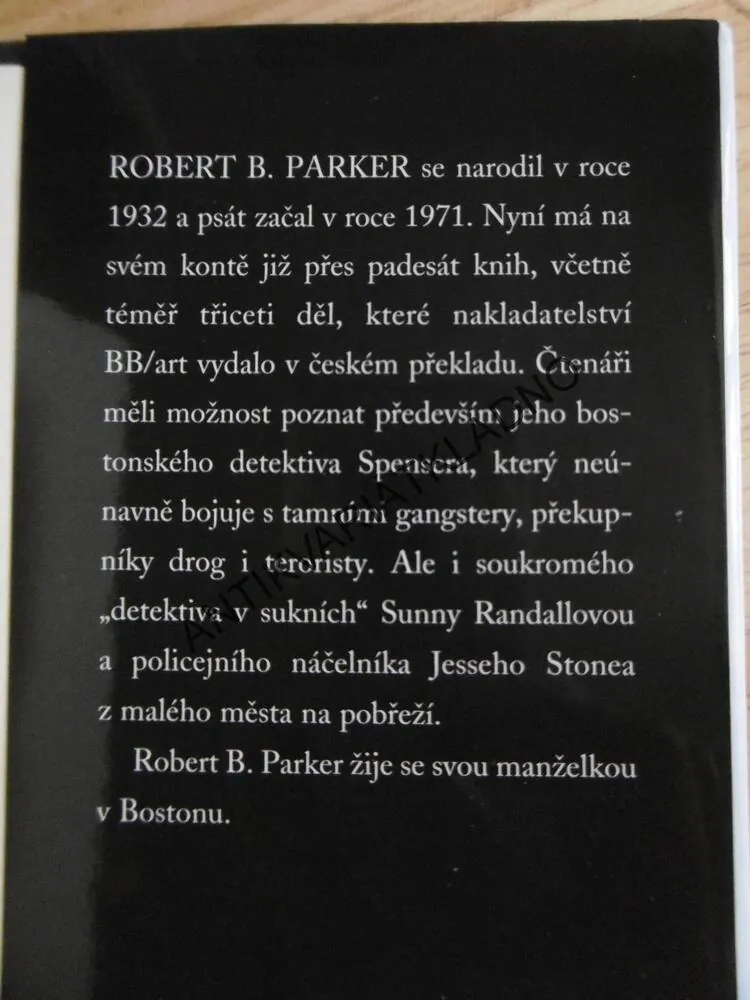 ROBERT B. PARKER se narodil v roce
1932 a psát začal v roce 1971. Nyní má na
svém kontě již přes padesát knih, včetně
téměř třiceti děl, které nakladatelství
BB/art vydalo v českém překladu. Čtenáři
měli možnost poznat především jeho bos-
tonského detektiva Spensera, který neú-
navně bojuje s tamními gangstery, překup-
níky drog i teroristy. Ale i soukromého
„detektiva v sukních“ Sunny Randallovou
a policejního náčelníka Jesseho Stonea
z malého města na pobřeží.
Robert B. Parker žije se svou manželkou
v Bostonu.
ANTIKVARIATKLADNO